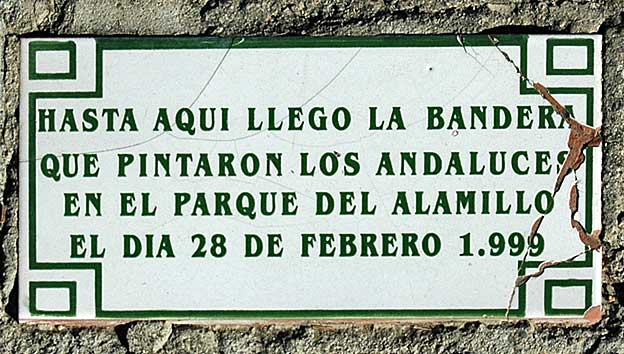 HASTA AQUI LLEGO LA BANDERA
QUE PINTARON LOS ANDALUCES
EN EL PARQUE DEL ALAMILLO
EL DIA 28 DE FEBRERO 1.999